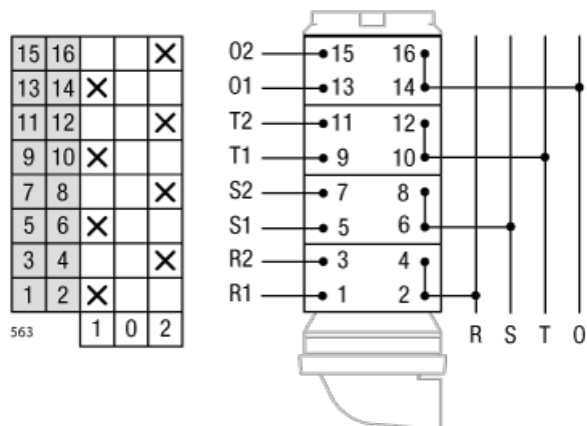 15 16
13 14
11 12
9 10
7 8
5 6
3 4
1 2
563 1 0 2
O2 15 16
O1 13 14
T2 11 12
T1 9 10
S2 7 8
S1 5 6
R2 3 4
R1 1 2
R S T O